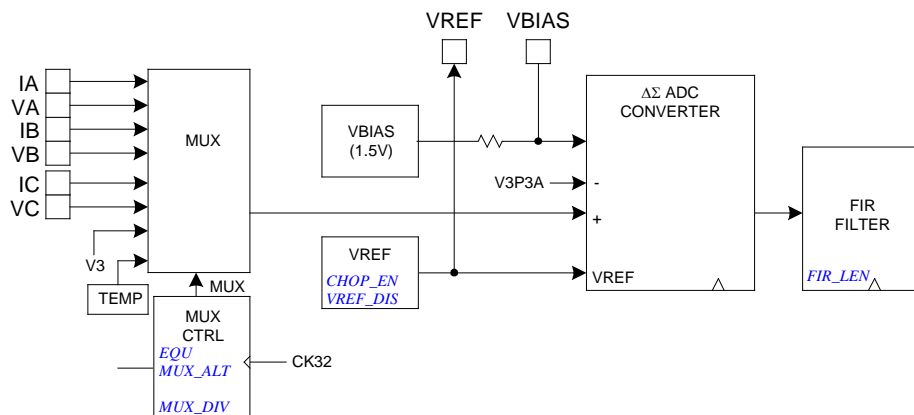 VREF
VBIAS
IA
VA
IB
VB
IC
VC
V3
TEMP
MUX
MUX
MUX
CTRL
EQU
MUX_ALT
MUX_DIV
CK32
VBIAS
(1.5V)
V3P3A
VREF
CHOP_EN
VREF_DIS
ΔΣ ADC
CONVERTER
-
+
VREF
FIR
FILTER
FIR_LEN